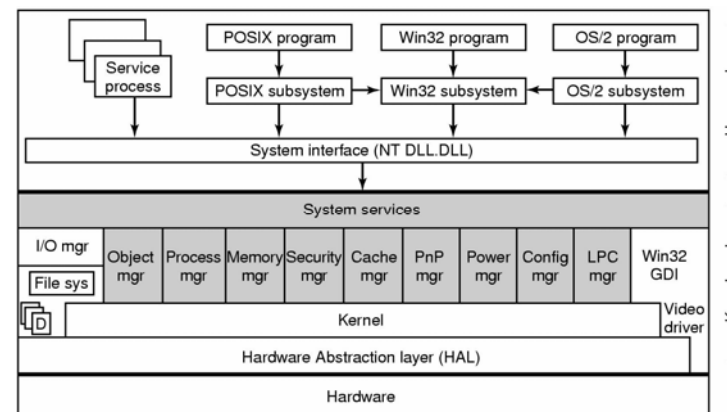 POSIX program
Win32 program
OS/2 program
Service
process
POSIX subsystem
Win32 subsystem
OS/2 subsystem
System interface (NT DLL.DLL)
System services
I/O mgr
File sys
D
Object
mgr
Process
mgr
Memory
mgr
Security
mgr
Cache
mgr
PnP
mgr
Power
mgr
Config
mgr
LPC
mgr
Win32
GDI
Video
driver
Kernel
Hardware Abstraction layer (HAL)
Hardware